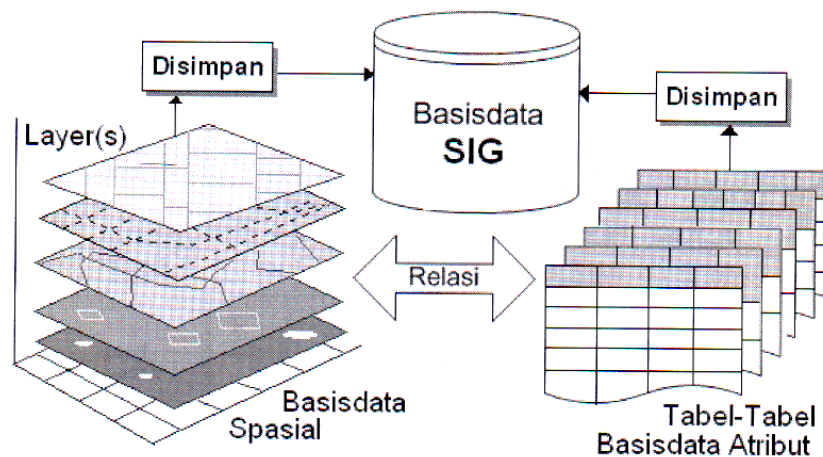 Disimpan
Basisdata
SIG
Disimpan
Layer(s)
Relasi
Basisdata
Spasial
Tabel-Tabel
Basisdata Atribut